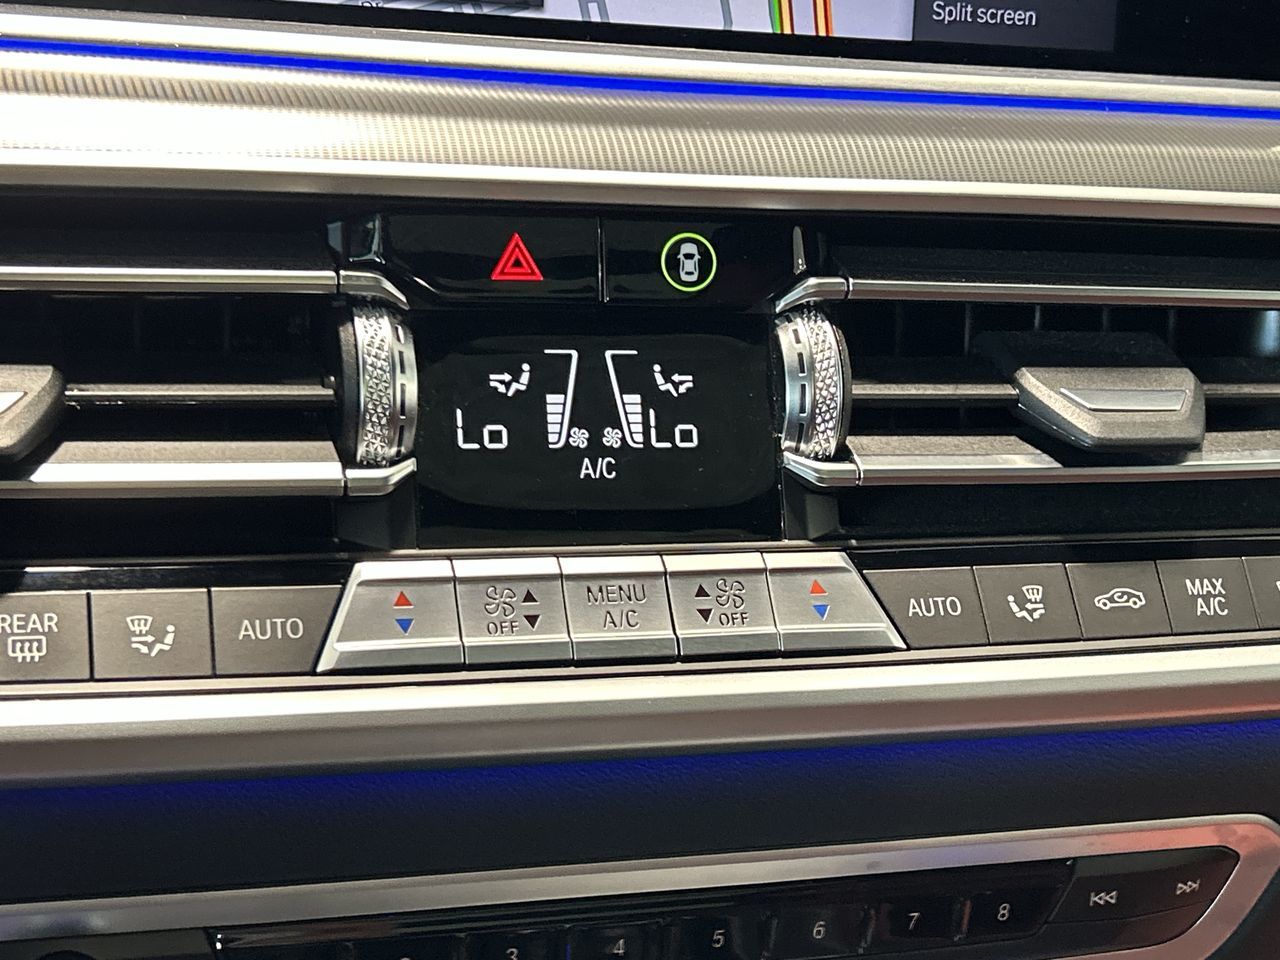 Split screen
Lo
Lo
A/C
REAR
AUTO
OFF
MENU
A/C
OFF
AUTO
MAX
A/C
3
4
5
6
7
8